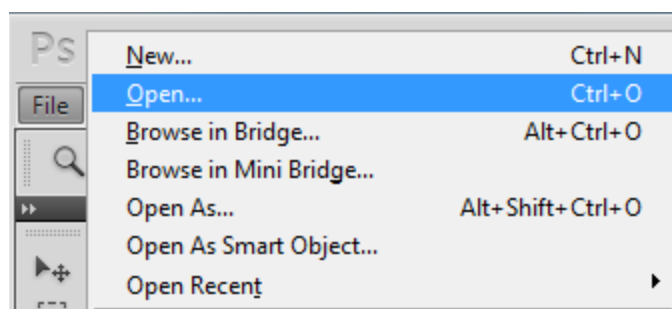 Ps
New... Ctrl+N
File
Open... Ctrl+O
Browse in Bridge... Alt+Ctrl+O
Browse in Mini Bridge...
Open As... Alt+Shift+Ctrl+O
Open As Smart Object...
Open Recent